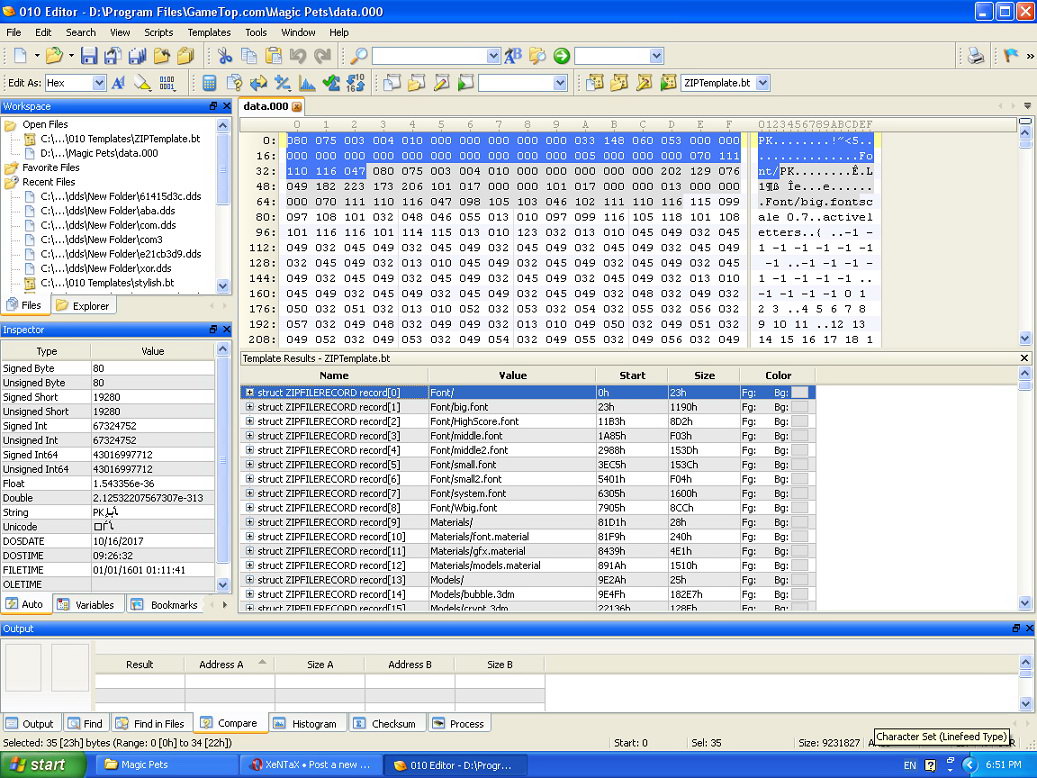 010 Editor - D:\Program Files\GameTop.com\Magic Pets\data.000
File Edit Search View Scripts Templates Tools Window Help
Edit As: Hex
ZIPTemplate.bt
Workspace
Open Files
C:\...\010 Templates\ZIPTemplate.bt
D:\...\Magic Pets\data.000
Favorite Files
Recent Files
C:\...\dds\New Folder\61415d3c.dds
C:\...\dds\New Folder\aba.dds
C:\...\dds\New Folder\com.dds
C:\...\dds\New Folder\com3
C:\...\dds\New Folder\e21cb3d9.dds
C:\...\dds\New Folder\xor.dds
C:\...\010 Templates\stylish.bt
Files Explorer
data.000
0 1 2 3 4 5 6 7 8 9 A B C D E F 0123456789ABCDEF
0: 080 075 003 004 010 000 000 000 000 000 033 148 060 053 000 000 PK........!"<5..
16: 000 000 000 000 000 000 000 000 000 000 005 000 000 000 070 111 ..............Fo
32: 110 116 047 080 075 003 004 010 000 000 000 000 000 202 129 076 nt/PK........Ê.L
48: 049 182 223 173 206 101 017 000 000 101 017 000 000 013 000 000 1¶ß­Îe...e......
64: 000 070 111 110 116 047 098 105 103 046 102 111 110 116 115 099 .Font/big.fontsc
80: 097 108 101 032 048 046 055 013 010 097 099 116 105 118 101 108 ale 0.7..activel
96: 101 116 116 101 114 115 013 010 123 032 013 010 045 049 032 045 etters..{ ..-1 -
112: 049 032 045 049 032 045 049 032 045 049 032 045 049 032 045 049 1 -1 -1 -1 -1 -1
128: 032 045 049 032 013 010 045 049 032 045 049 032 045 049 032 045 -1 ..-1 -1 -1 -
144: 049 032 045 049 032 045 049 032 045 049 032 045 049 032 013 010 1 -1 -1 -1 -1 ..
160: 045 049 032 045 049 032 045 049 032 045 049 032 048 032 049 032 -1 -1 -1 -1 0 1
176: 050 032 051 032 013 010 052 032 053 032 054 032 055 032 056 032 2 3 ..4 5 6 7 8
192: 057 032 049 048 032 049 049 032 013 010 049 050 032 049 051 032 9 10 11 ..12 13
208: 049 052 032 049 053 032 049 054 032 049 055 032 049 056 032 049 14 15 16 17 18 1
Inspector
Type Value
Signed Byte 80
Unsigned Byte 80
Signed Short 19280
Unsigned Short 19280
Signed Int 67324752
Unsigned Int 67324752
Signed Int64 43016997712
Unsigned Int64 43016997712
Float 1.543356e-36
Double 2.12532207567307e-313
String PK
Unicode
DOSDATE 10/16/2017
DOSTIME 09:26:32
FILETIME 01/01/1601 01:11:41
OLETIME
Auto Variables Bookmarks
Template Results - ZIPTemplate.bt
Name Value Start Size Color
struct ZIPFILERECORD record[0] Font/ 0h 23h Fg: Bg:
struct ZIPFILERECORD record[1] Font/big.font 23h 1190h Fg: Bg:
struct ZIPFILERECORD record[2] Font/HighScore.font 11B3h 8D2h Fg: Bg:
struct ZIPFILERECORD record[3] Font/middle.font 1A85h F03h Fg: Bg:
struct ZIPFILERECORD record[4] Font/middle2.font 2988h 153Dh Fg: Bg:
struct ZIPFILERECORD record[5] Font/small.font 3EC5h 153Ch Fg: Bg:
struct ZIPFILERECORD record[6] Font/small2.font 5401h F04h Fg: Bg:
struct ZIPFILERECORD record[7] Font/system.font 6305h 1600h Fg: Bg:
struct ZIPFILERECORD record[8] Font/Wbig.font 7905h 8CCh Fg: Bg:
struct ZIPFILERECORD record[9] Materials/ 81D1h 28h Fg: Bg:
struct ZIPFILERECORD record[10] Materials/font.material 81F9h 240h Fg: Bg:
struct ZIPFILERECORD record[11] Materials/gfx.material 8439h 4E1h Fg: Bg:
struct ZIPFILERECORD record[12] Materials/models.material 891Ah 1510h Fg: Bg:
struct ZIPFILERECORD record[13] Models/ 9E2Ah 25h Fg: Bg:
struct ZIPFILERECORD record[14] Models/bubble.3dm 9E4Fh 182E7h Fg: Bg:
struct ZIPFILERECORD record[15] Models/crypt.3dm 22136h 128Fh Fg: Bg:
Output
Result Address A Size A Address B Size B
Output Find Find in Files Compare Histogram Checksum Process
Character Set (Linefeed Type)
Selected: 35 [23h] bytes (Range: 0 [0h] to 34 [22h]) Start: 0 Sel: 35 Size: 9231827
start Magic Pets XeNTaX • Post a new ... 010 Editor - D:\Progr... EN 6:51 PM